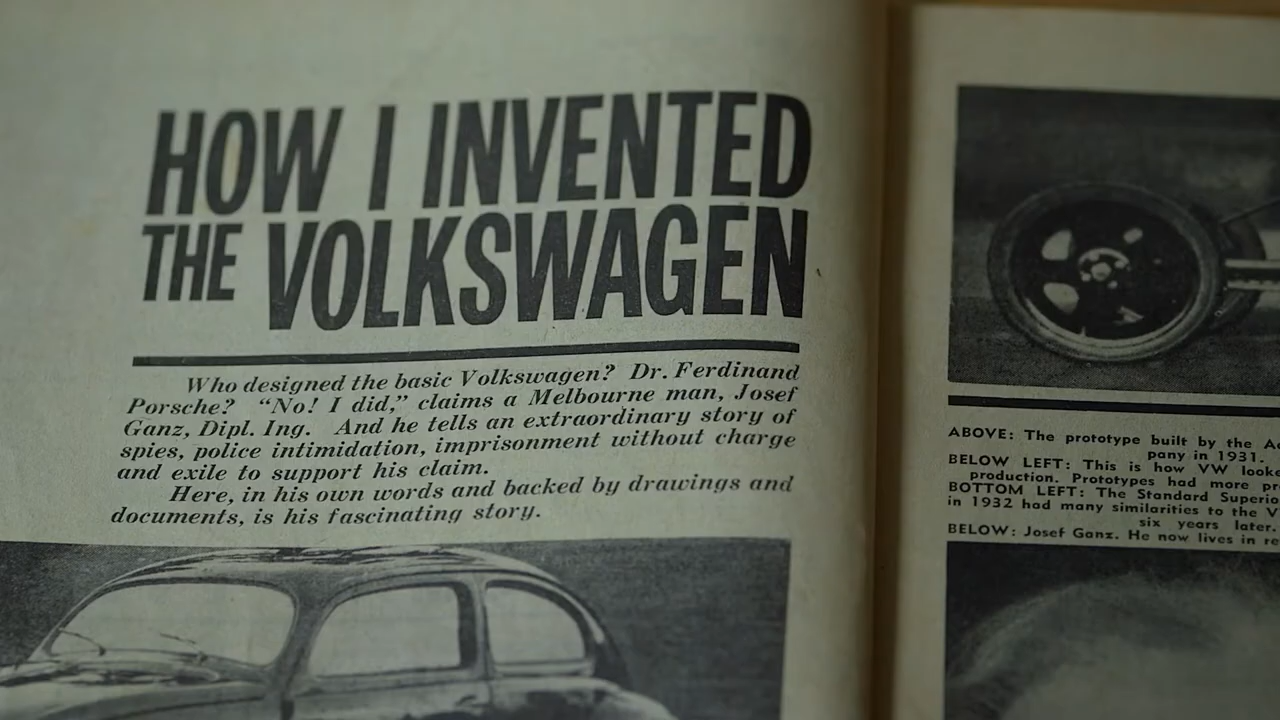 HOW I INVENTED
THE VOLKSWAGEN
Who designed the basic Volkswagen? Dr. Ferdinand
Porsche? "No! I did," claims a Melbourne man, Josef
Ganz, Dipl. Ing. And he tells an extraordinary story of
spies, police intimidation, imprisonment without charge
and exile to support his claim.
Here, in his own words and backed by drawings and
documents, is his fascinating story.
ABOVE: The prototype built by the
pany in 1931.
BELOW LEFT: This is how VW
production. Prototypes had more
BOTTOM LEFT: The Standard
in 1932 had many similarities to the
six years later.
BELOW: Josef Ganz. He now lives in